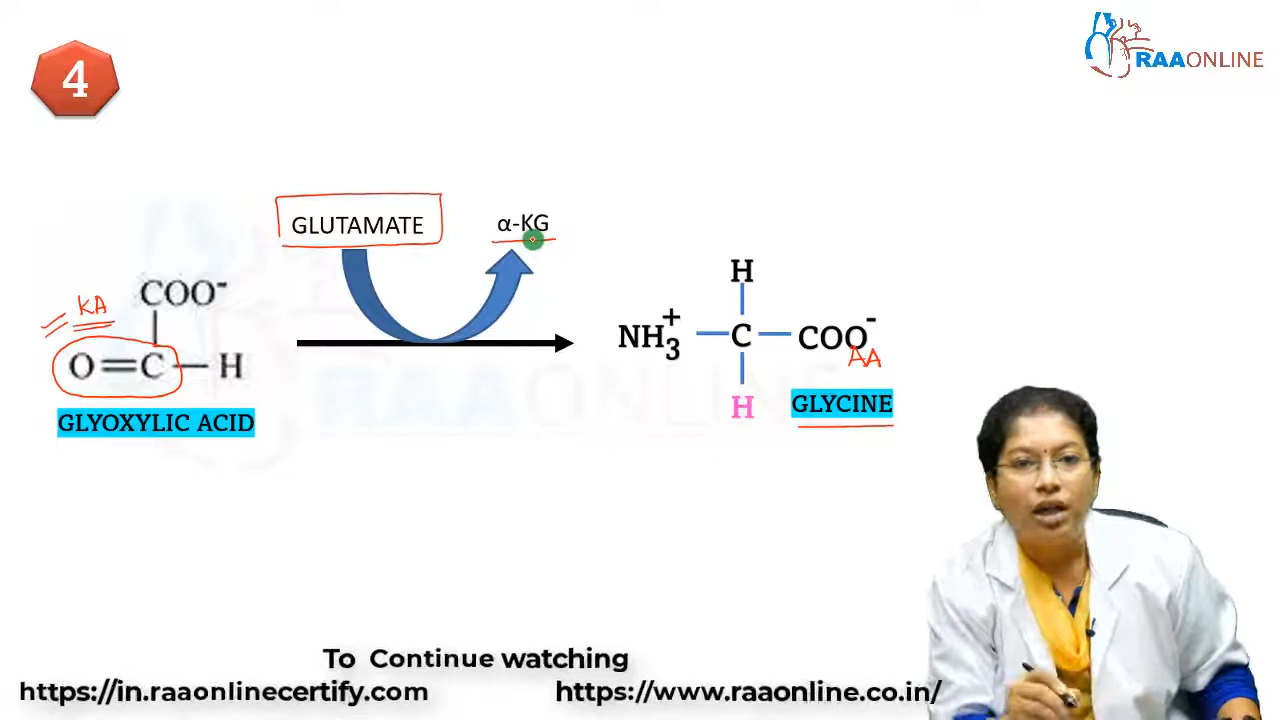 4
RAAONLINE
GLUTAMATE
α-KG
KA
COO⁻
O=C—H
GLYOXYLIC ACID
H
NH₃⁺—C—COO⁻
AA
H
GLYCINE
RAAONLINE
To Continue watching
https://in.raaonlinecertify.com
https://www.raaonline.co.in/